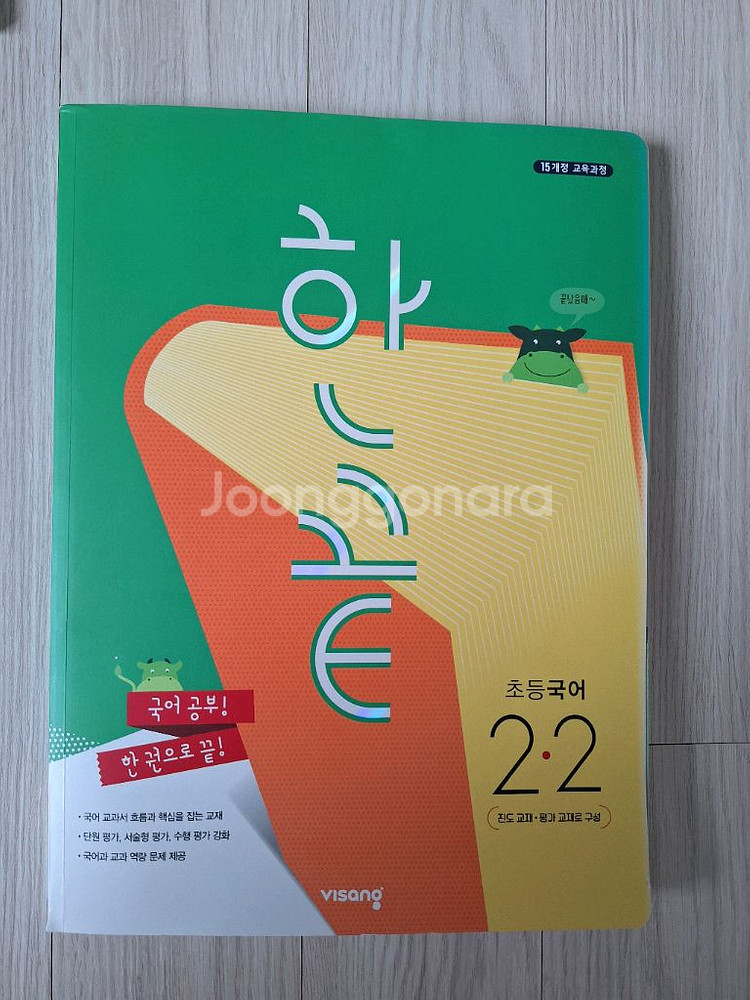 15개정 교육과정
한끝
끝났음매~
Joonggonara
초등국어
2·2
진도 교재·평가 교재로 구성
국어 공부!
한 권으로 끝!
· 국어 교과서 흐름과 핵심을 잡는 교재
· 단원 평가, 서술형 평가, 수행 평가 강화
· 국어과 교과 역량 문제 제공
visang